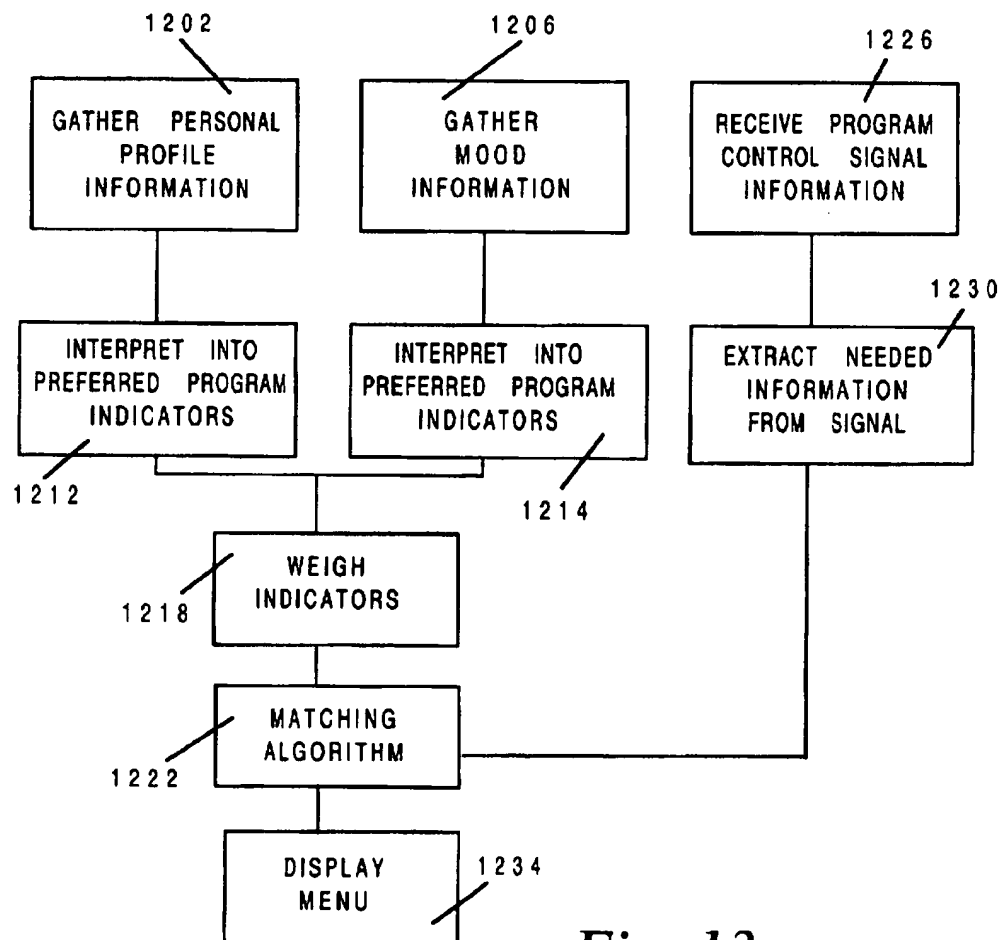 1202
1206
1226
GATHER PERSONAL
PROFILE
INFORMATION
GATHER
MOOD
INFORMATION
RECEIVE PROGRAM
CONTROL SIGNAL
INFORMATION
1230
INTERPRET INTO
PREFERRED PROGRAM
INDICATORS
INTERPRET INTO
PREFERRED PROGRAM
INDICATORS
EXTRACT NEEDED
INFORMATION
FROM SIGNAL
1212
1214
WEIGH
INDICATORS
1218
MATCHING
ALGORITHM
1222
DISPLAY
MENU
1234